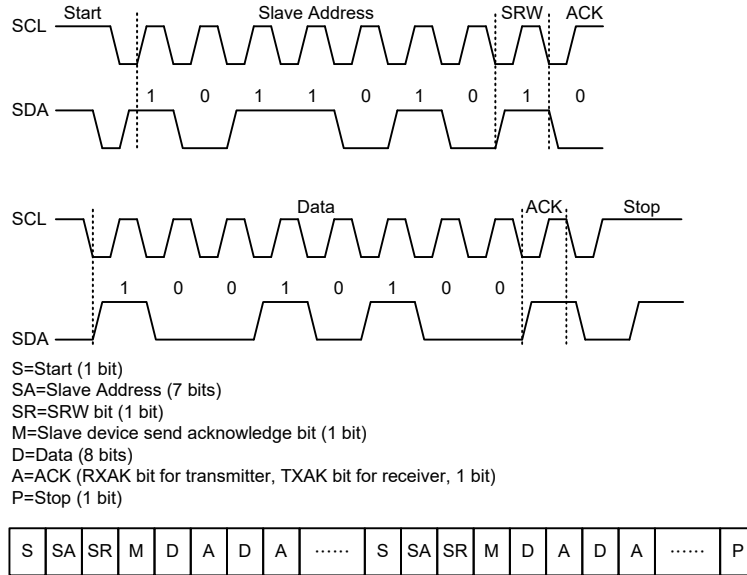 Start Slave Address SRW ACK
SCL
1 0 1 1 0 1 0 1 0
SDA
Data ACK Stop
SCL
1 0 0 1 0 1 0 0
SDA
S=Start (1 bit)
SA=Slave Address (7 bits)
SR=SRW bit (1 bit)
M=Slave device send acknowledge bit (1 bit)
D=Data (8 bits)
A=ACK (RXAK bit for transmitter, TXAK bit for receiver, 1 bit)
P=Stop (1 bit)
S SA SR M D A D A ...... S SA SR M D A D A ...... P